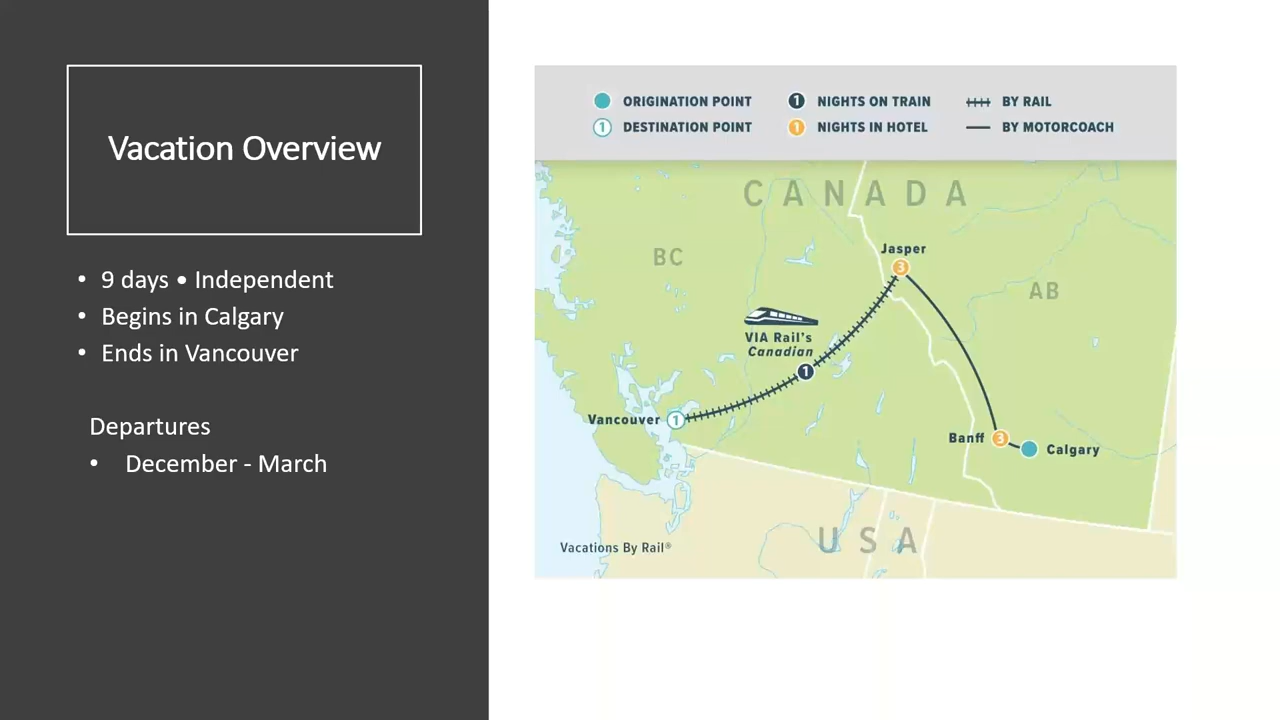 Vacation Overview
• 9 days • Independent
• Begins in Calgary
• Ends in Vancouver
Departures
• December - March
ORIGINATION POINT
1 NIGHTS ON TRAIN
BY RAIL
1 DESTINATION POINT
1 NIGHTS IN HOTEL
BY MOTORCOACH
CANADA
Jasper
BC
3
AB
VIA Rail's
Canadian
1
Vancouver 1
Banff 3
Calgary
USA
Vacations By Rail®